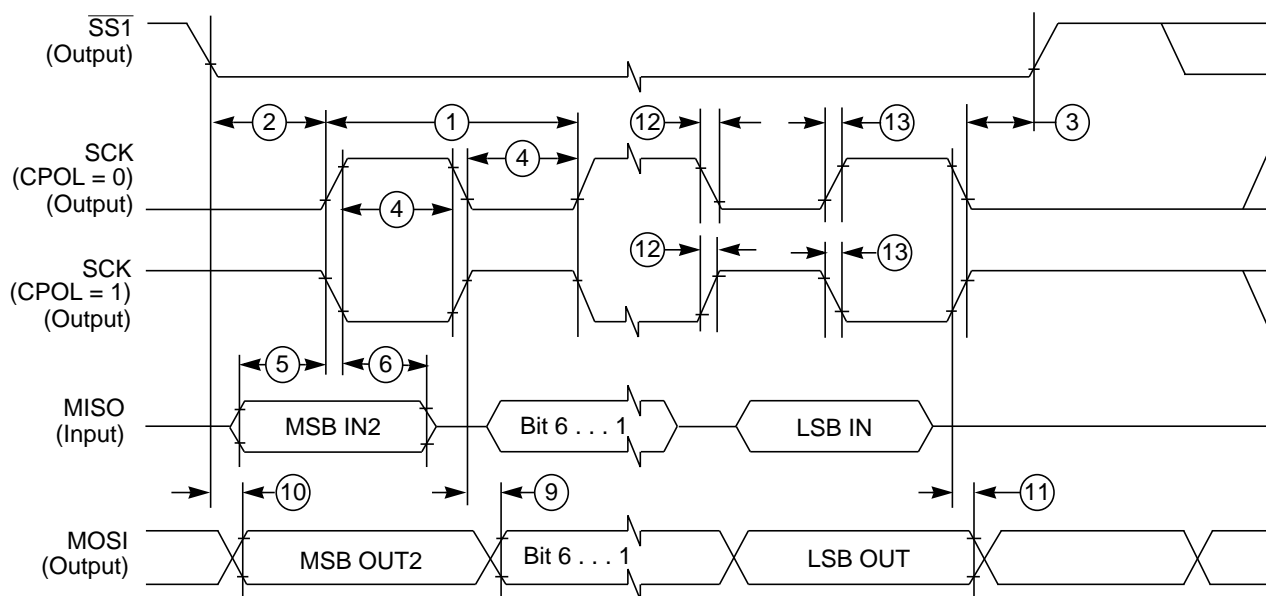 SS1
(Output)
2
1
12
13
3
SCK
(CPOL = 0)
(Output)
4
4
12
13
SCK
(CPOL = 1)
(Output)
5
6
MISO
(Input)
MSB IN2
Bit 6 . . . 1
LSB IN
10
9
11
MOSI
(Output)
MSB OUT2
Bit 6 . . . 1
LSB OUT